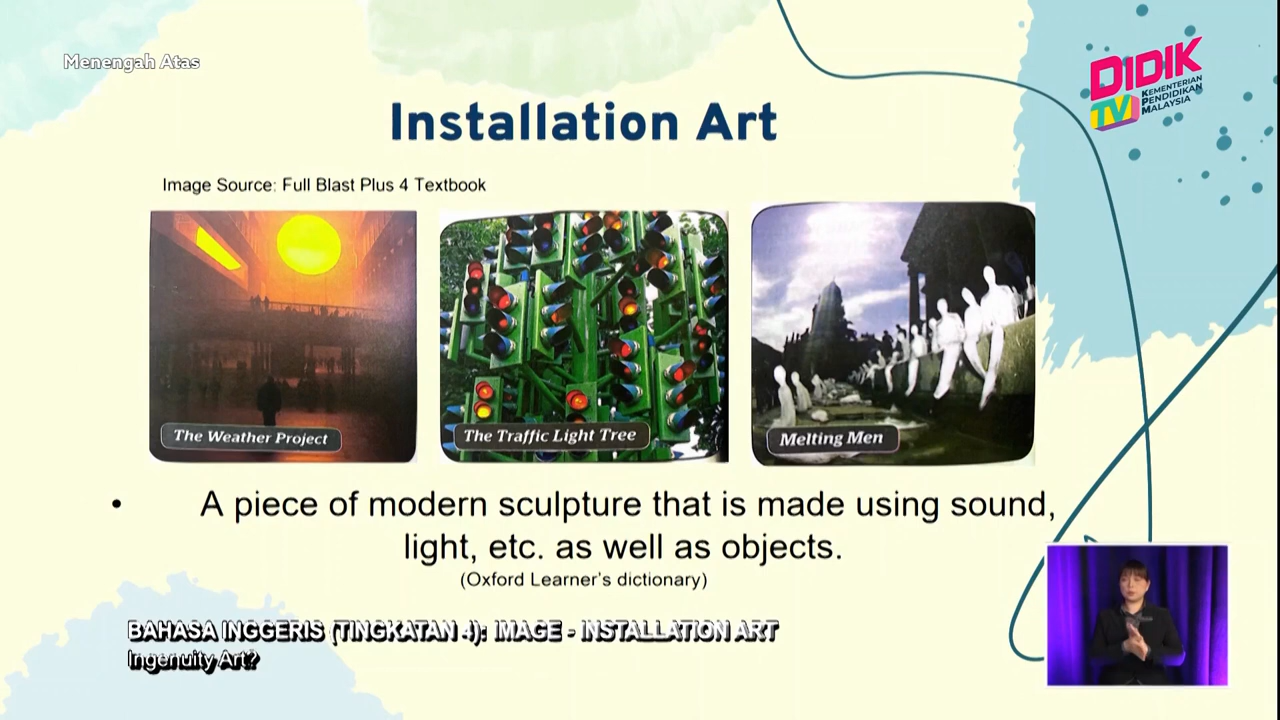 Menengah Atas
DIDIK
TV
KEMENTERIAN
PENDIDIKAN
MALAYSIA
Installation Art
Image Source: Full Blast Plus 4 Textbook
The Weather Project
The Traffic Light Tree
Melting Men
• A piece of modern sculpture that is made using sound,
light, etc. as well as objects.
(Oxford Learner's dictionary)
BAHASA INGGERIS (TINGKATAN 4): IMAGE - INSTALLATION ART
Ingenuity Art?